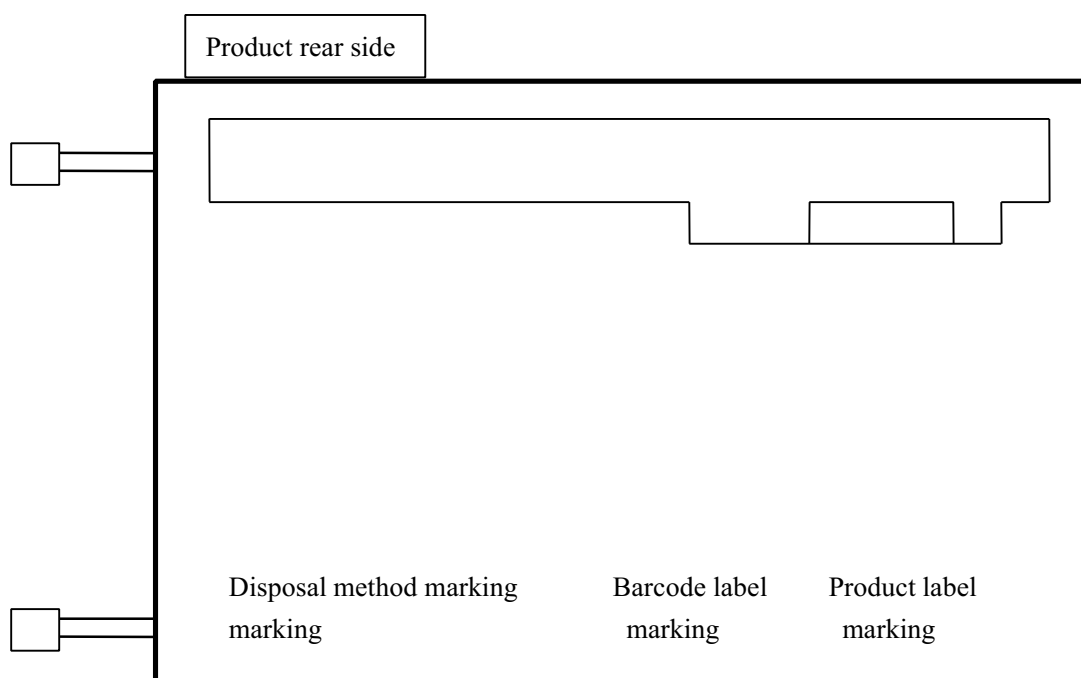 Product rear side
Disposal method marking
marking
Barcode label
marking
Product label
marking